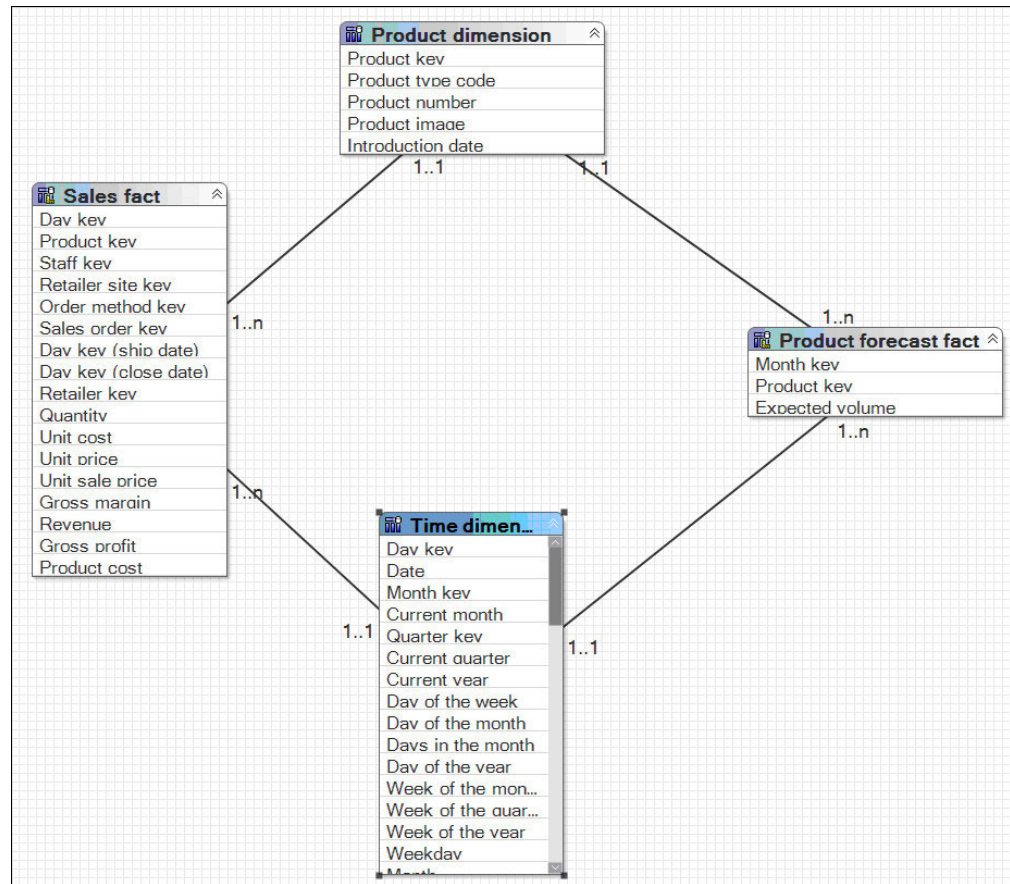 Product dimension
Product key
Product type code
Product number
Product image
Introduction date
1..1
1..1
Sales fact
Day key
Product key
Staff key
Retailer site key
Order method key
Sales order key
Day key (ship date)
Day key (close date)
Retailer key
Quantity
Unit cost
Unit price
Unit sale price
Gross margin
Revenue
Gross profit
Product cost
1..n
1..n
1..n
Product forecast fact
Month key
Product key
Expected volume
1..n
Time dimen...
Day key
Date
Month key
Current month
Quarter key
Current quarter
Current year
Day of the week
Day of the month
Days in the month
Day of the year
Week of the mon...
Week of the quar...
Week of the year
Weekday
Month
1..1
1..1